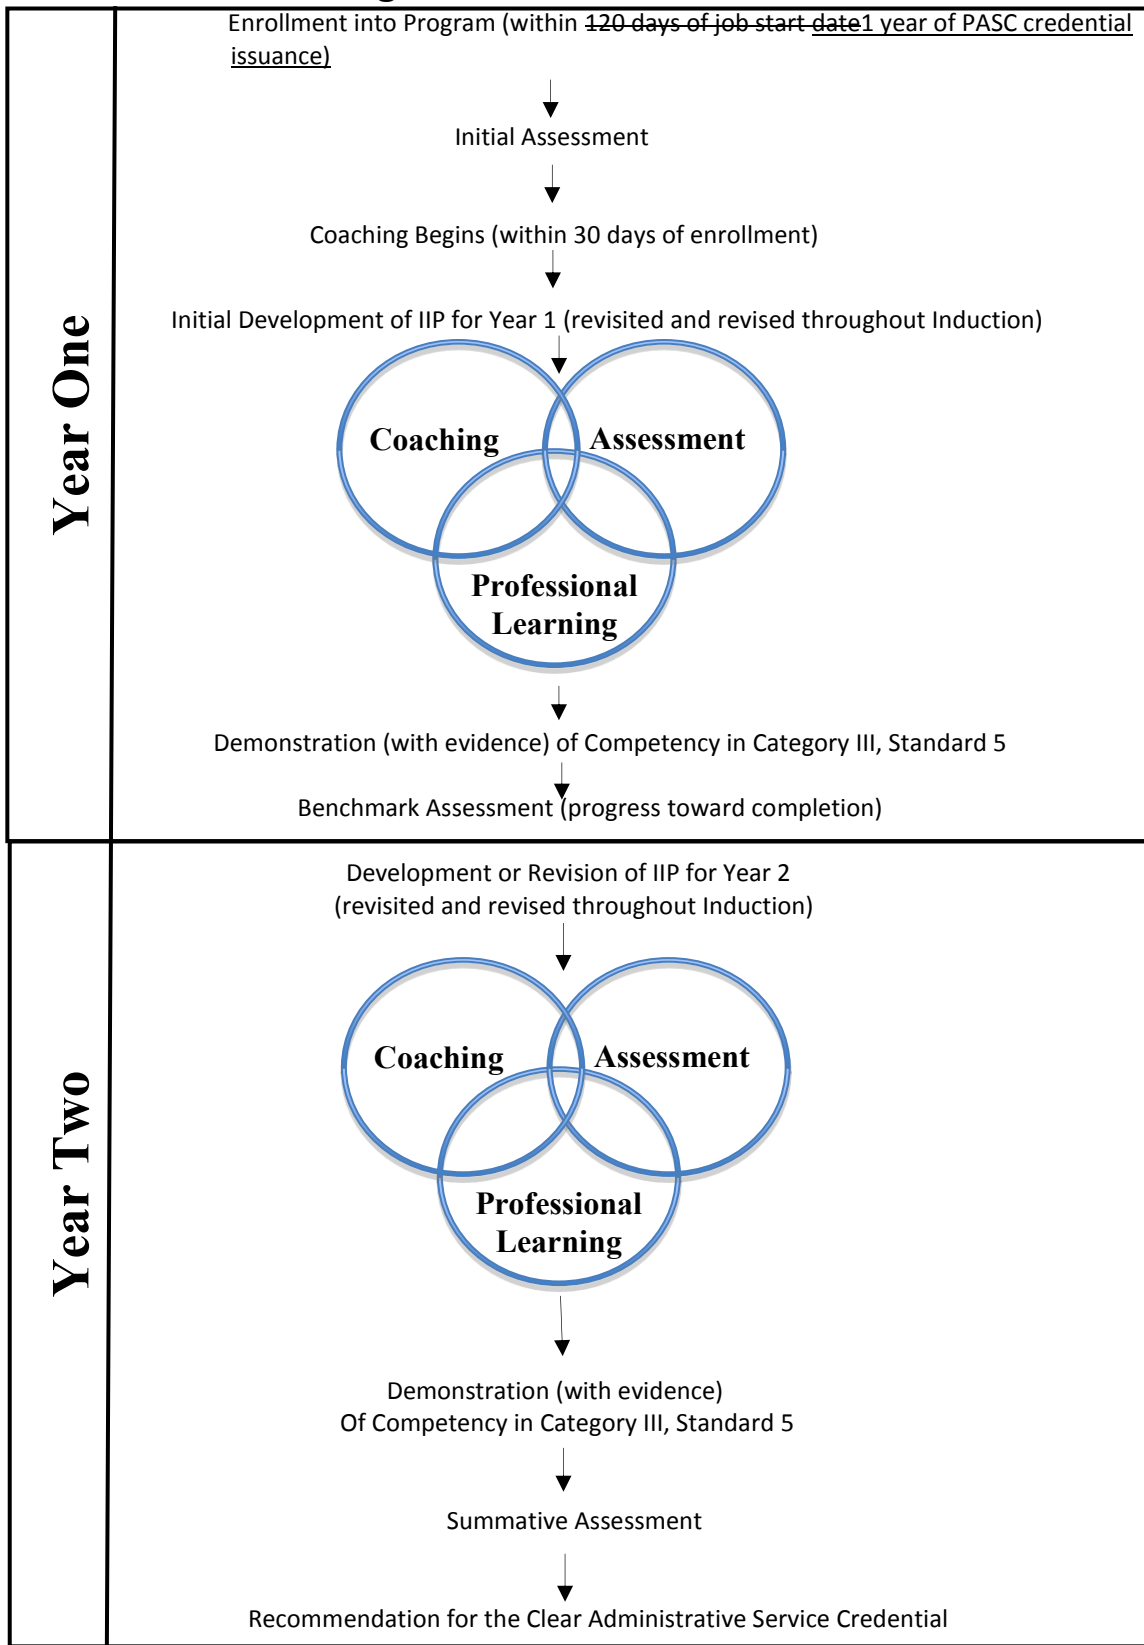 Enrollment into Program (within 120 days of job start date1 year of PASC credential
issuance)
Initial Assessment
Coaching Begins (within 30 days of enrollment)
Initial Development of IIP for Year 1 (revisited and revised throughout Induction)
Year One
Coaching
Assessment
Professional
Learning
Demonstration (with evidence) of Competency in Category III, Standard 5
Benchmark Assessment (progress toward completion)
Development or Revision of IIP for Year 2
(revisited and revised throughout Induction)
Year Two
Coaching
Assessment
Professional
Learning
Demonstration (with evidence)
Of Competency in Category III, Standard 5
Summative Assessment
Recommendation for the Clear Administrative Service Credential